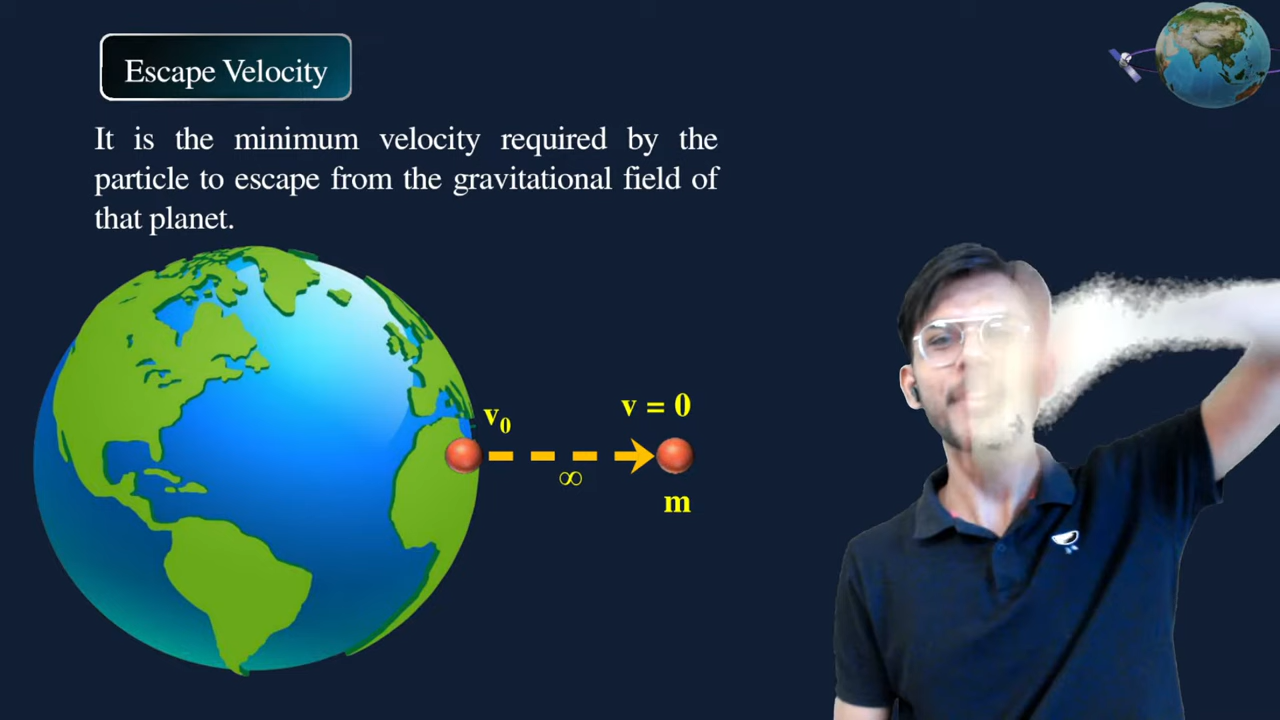 Escape Velocity
It is the minimum velocity required by the
particle to escape from the gravitational field of
that planet.
v = 0
v₀
∞
m